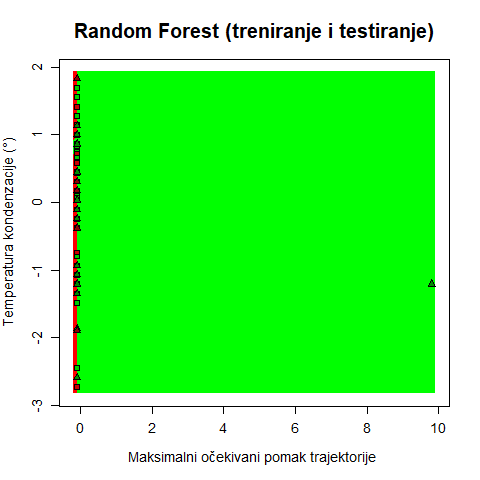 Random Forest (treniranje i testiranje)
Temperatura kondenzacije (°)
2
1
0
-1
-2
-3
0 2 4 6 8 10
Maksimalni očekivani pomak trajektorije